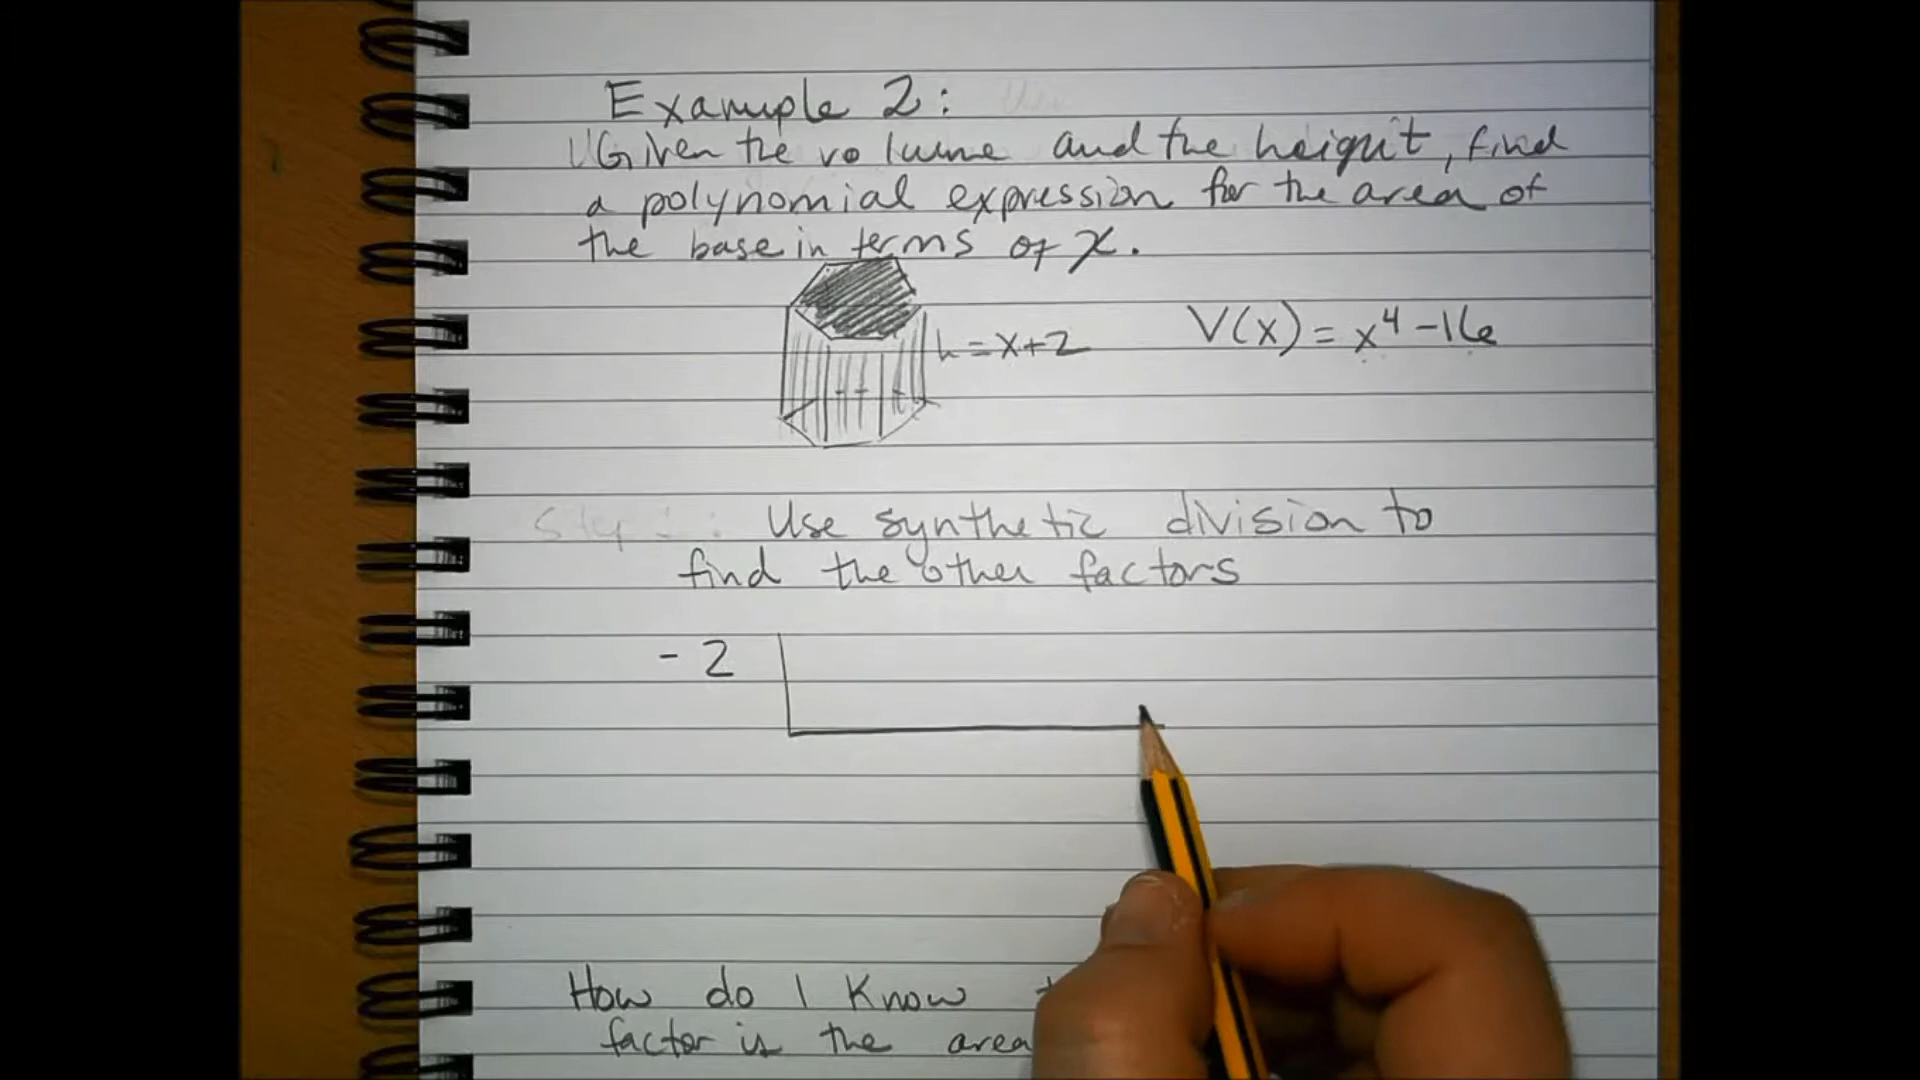 Example 2:
Given the volume and the height, find
a polynomial expression for the area of
the base in terms of x.
h = x+2
V(x) = x⁴ -16
Step : Use synthetic division to
find the other factors
- 2
How do I know
factor is the area